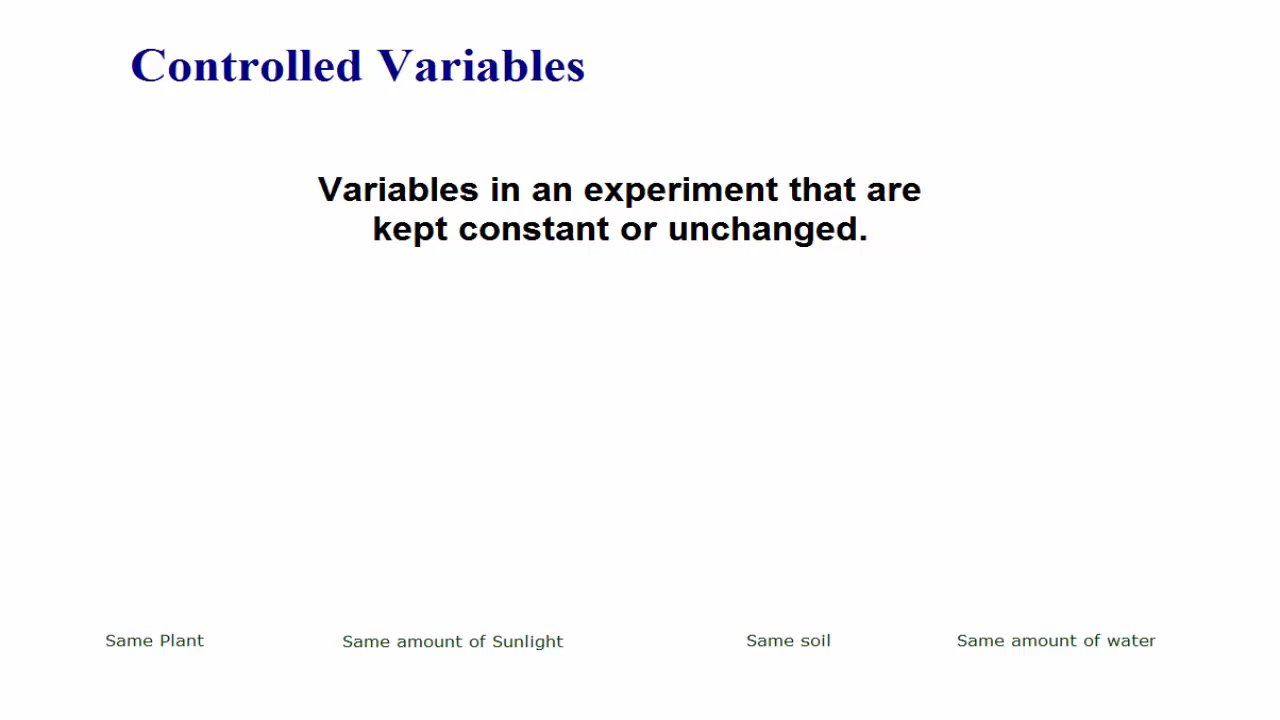 Controlled Variables
Variables in an experiment that are
kept constant or unchanged.
Same Plant
Same amount of Sunlight
Same soil
Same amount of water